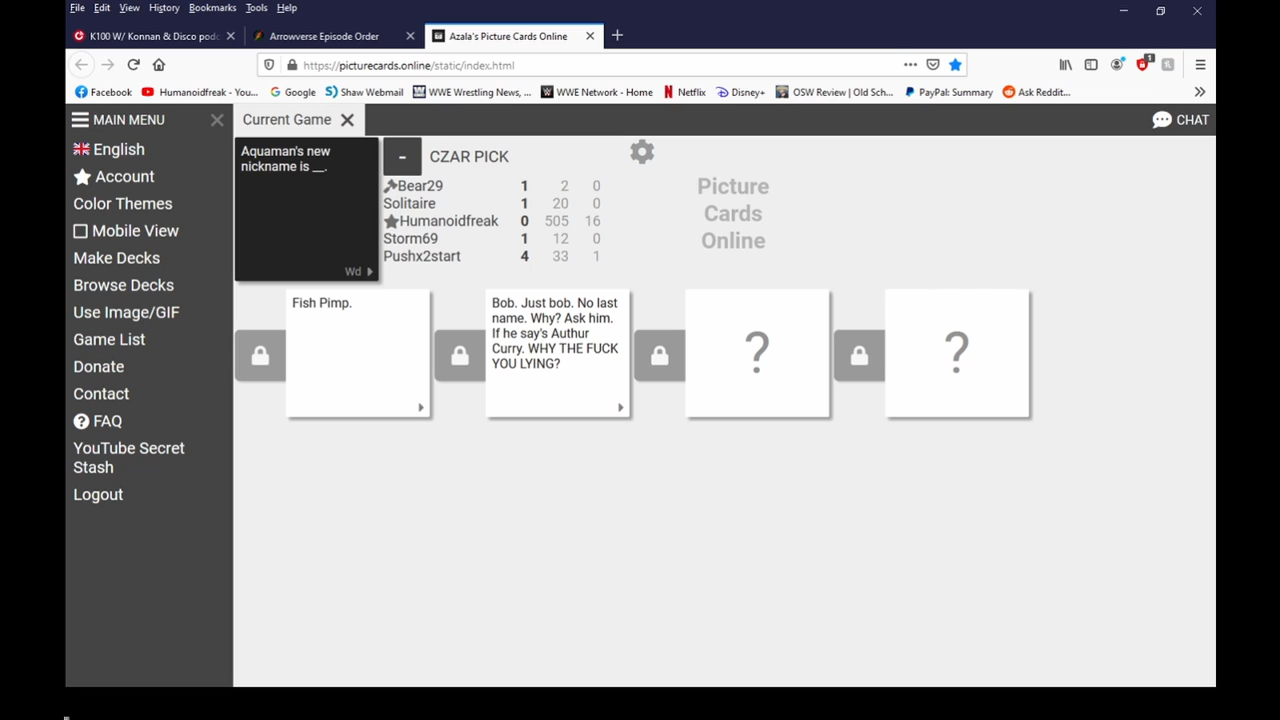 File Edit View History Bookmarks Tools Help
K100 W/ Konnan & Disco podc
Arrowverse Episode Order
Azala's Picture Cards Online
https://picturecards.online/static/index.html
Facebook
Humanoidfreak - You...
Google
Shaw Webmail
WWE Wrestling News, ...
WWE Network - Home
Netflix
Disney+
OSW Review | Old Sch...
PayPal: Summary
Ask Reddit...
MAIN MENU
Current Game
CHAT
English
Account
Color Themes
Mobile View
Make Decks
Browse Decks
Use Image/GIF
Game List
Donate
Contact
FAQ
YouTube Secret
Stash
Logout
Aquaman's new
nickname is __.
Wd
- CZAR PICK
Bear29 1 2 0
Solitaire 1 20 0
Humanoidfreak 0 505 16
Storm69 1 12 0
Pushx2start 4 33 1
Picture
Cards
Online
Fish Pimp.
Bob. Just bob. No last
name. Why? Ask him.
If he say's Authur
Curry. WHY THE FUCK
YOU LYING?
?
?